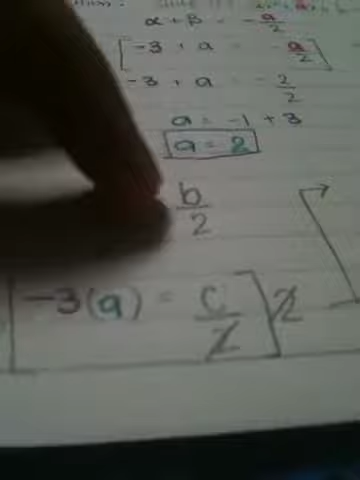 α + β = -a/2
[-3 + a = -a/2]
-3 + a = -2/2
a = -1 + 3
a = 2
b/2
[-3(a) = c/2]2